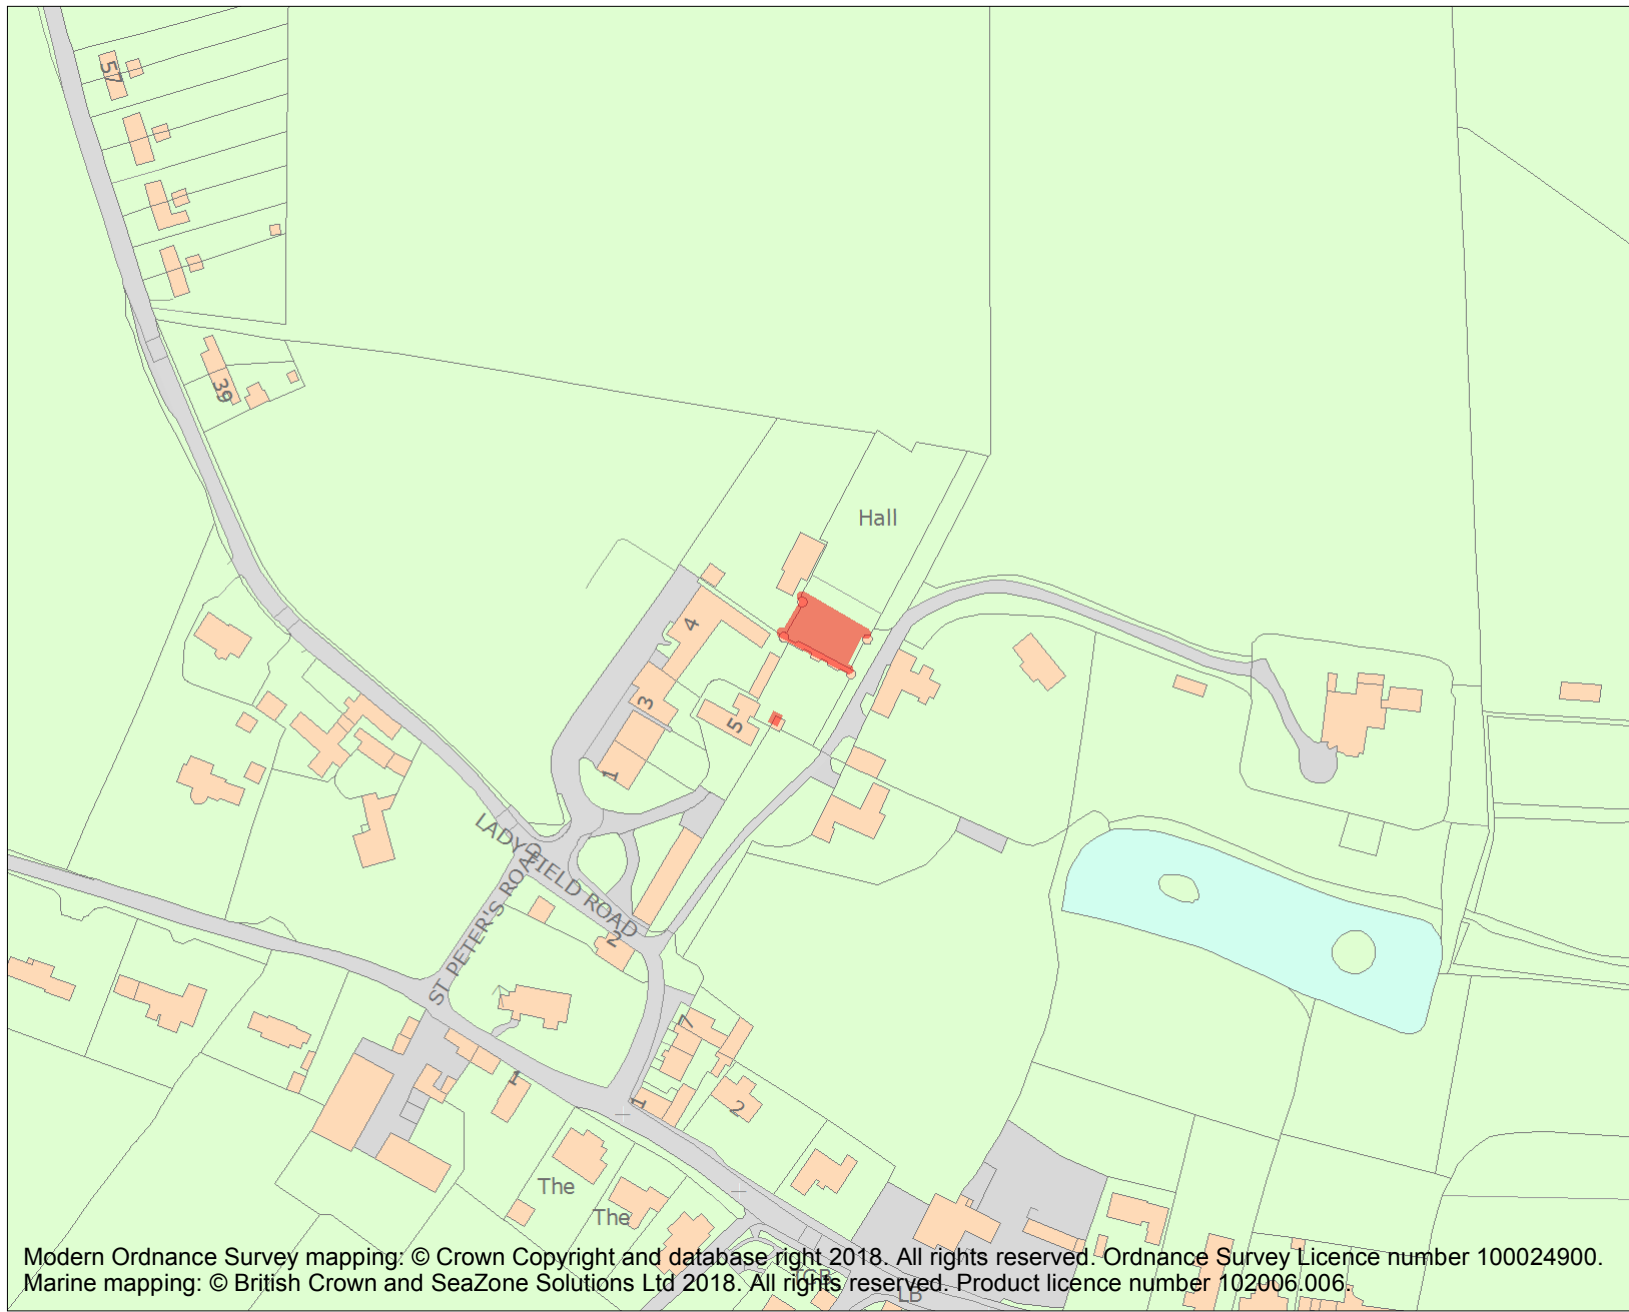 57
39
Hall
4
3
5
1
LADYFIELD ROAD
ST PETER'S ROAD
2
7
1
1
2
The
The
Modern Ordnance Survey mapping: © Crown Copyright and database right 2018. All rights reserved. Ordnance Survey Licence number 100024900.
Marine mapping: © British Crown and SeaZone Solutions Ltd 2018. All rights reserved. Product licence number 102006.006.
TCB
LB